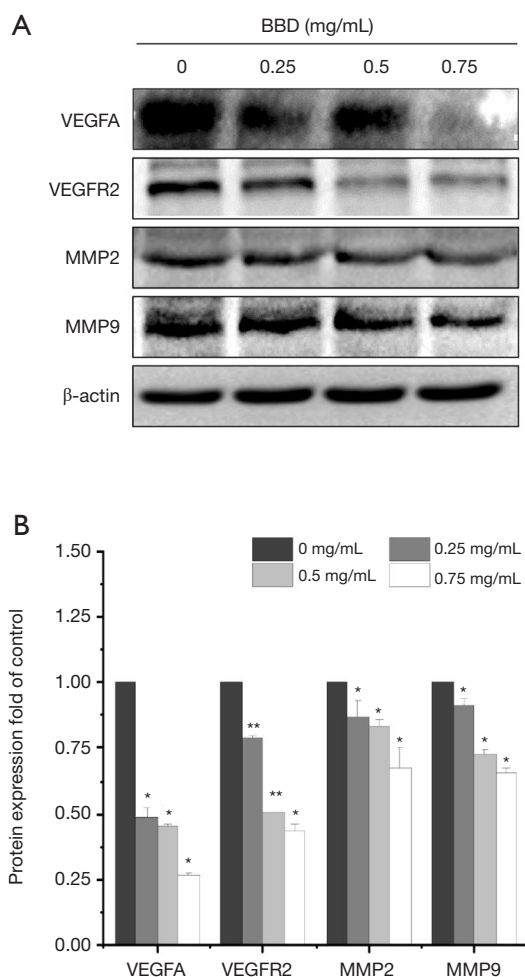 A
BBD (mg/mL)
0 0.25 0.5 0.75
VEGFA
VEGFR2
MMP2
MMP9
β-actin
B
0 mg/mL 0.25 mg/mL
0.5 mg/mL 0.75 mg/mL
Protein expression fold of control
1.50
1.25
1.00
0.75
0.50
0.25
0.00
* * *
** ** *
* * *
* * *
VEGFA VEGFR2 MMP2 MMP9